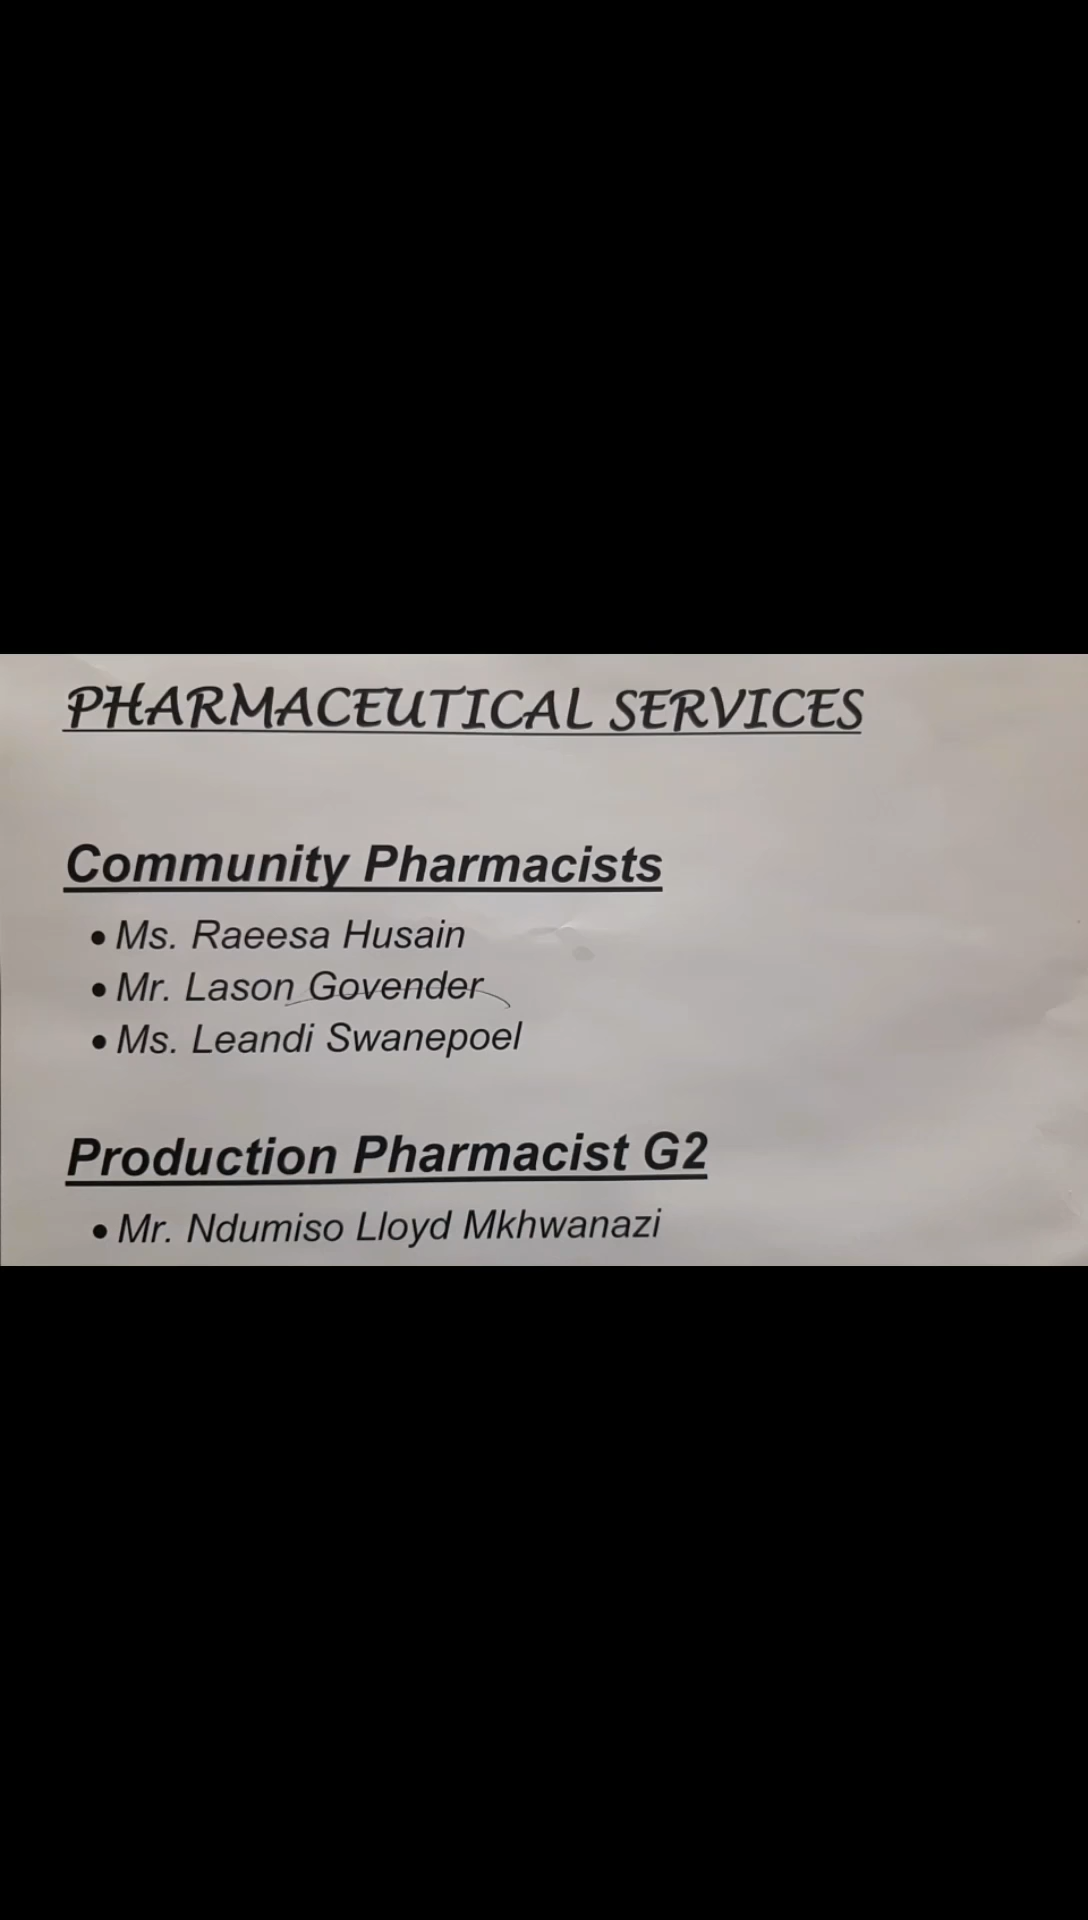 PHARMACEUTICAL SERVICES
Community Pharmacists
• Ms. Raeesa Husain
• Mr. Lason Govender
• Ms. Leandi Swanepoel
Production Pharmacist G2
• Mr. Ndumiso Lloyd Mkhwanazi